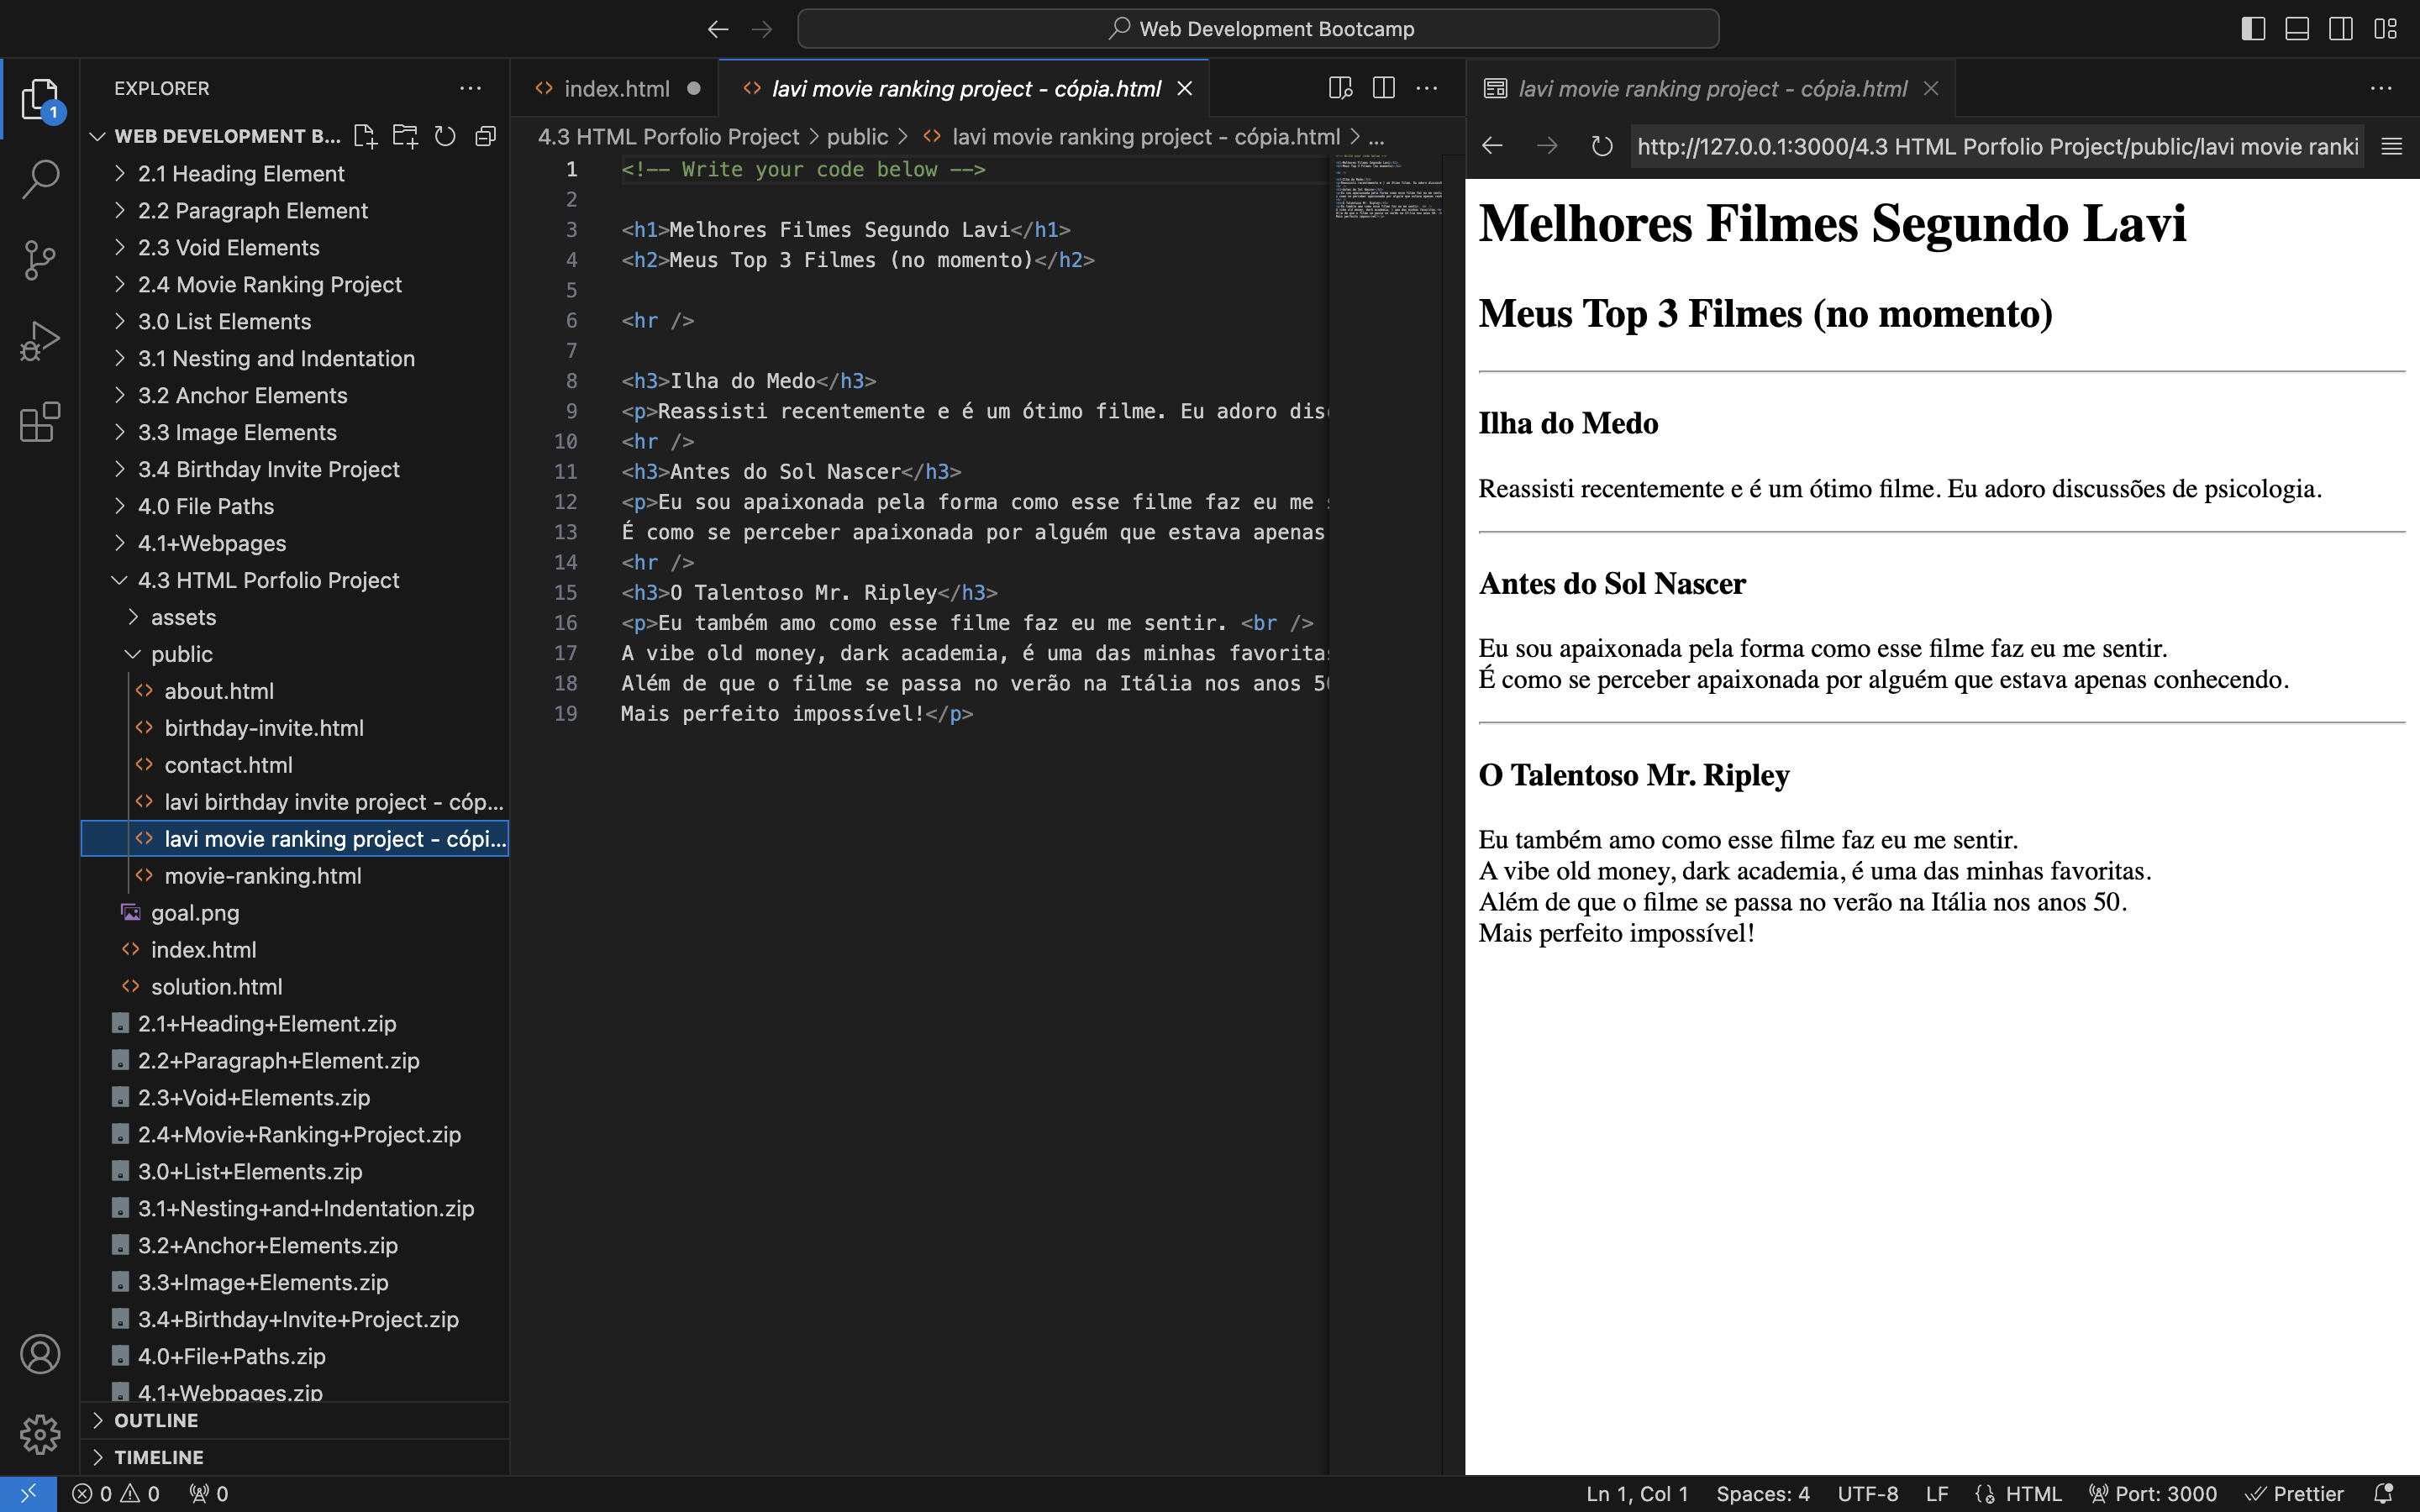 Web Development Bootcamp
EXPLORER
1
WEB DEVELOPMENT B...
2.1 Heading Element
2.2 Paragraph Element
2.3 Void Elements
2.4 Movie Ranking Project
3.0 List Elements
3.1 Nesting and Indentation
3.2 Anchor Elements
3.3 Image Elements
3.4 Birthday Invite Project
4.0 File Paths
4.1+Webpages
4.3 HTML Porfolio Project
assets
public
about.html
birthday-invite.html
contact.html
lavi birthday invite project - cóp...
lavi movie ranking project - cópi...
movie-ranking.html
goal.png
index.html
solution.html
2.1+Heading+Element.zip
2.2+Paragraph+Element.zip
2.3+Void+Elements.zip
2.4+Movie+Ranking+Project.zip
3.0+List+Elements.zip
3.1+Nesting+and+Indentation.zip
3.2+Anchor+Elements.zip
3.3+Image+Elements.zip
3.4+Birthday+Invite+Project.zip
4.0+File+Paths.zip
4.1+Webpages.zip
OUTLINE
TIMELINE
index.html
lavi movie ranking project - cópia.html
4.3 HTML Porfolio Project > public > lavi movie ranking project - cópia.html > ...
1 <!-- Write your code below -->
2
3 <h1>Melhores Filmes Segundo Lavi</h1>
4 <h2>Meus Top 3 Filmes (no momento)</h2>
5
6 <hr />
7
8 <h3>Ilha do Medo</h3>
9 <p>Reassisti recentemente e é um ótimo filme. Eu adoro dis
10 <hr />
11 <h3>Antes do Sol Nascer</h3>
12 <p>Eu sou apaixonada pela forma como esse filme faz eu me
13 É como se perceber apaixonada por alguém que estava apenas
14 <hr />
15 <h3>O Talentoso Mr. Ripley</h3>
16 <p>Eu também amo como esse filme faz eu me sentir. <br />
17 A vibe old money, dark academia, é uma das minhas favoritas
18 Além de que o filme se passa no verão na Itália nos anos 50
19 Mais perfeito impossível!</p>
lavi movie ranking project - cópia.html
http://127.0.0.1:3000/4.3 HTML Porfolio Project/public/lavi movie ranki
Melhores Filmes Segundo Lavi
Meus Top 3 Filmes (no momento)
Ilha do Medo
Reassisti recentemente e é um ótimo filme. Eu adoro discussões de psicologia.
Antes do Sol Nascer
Eu sou apaixonada pela forma como esse filme faz eu me sentir.
É como se perceber apaixonada por alguém que estava apenas conhecendo.
O Talentoso Mr. Ripley
Eu também amo como esse filme faz eu me sentir.
A vibe old money, dark academia, é uma das minhas favoritas.
Além de que o filme se passa no verão na Itália nos anos 50.
Mais perfeito impossível!
0 0 0 Ln 1, Col 1 Spaces: 4 UTF-8 LF HTML Port: 3000 Prettier